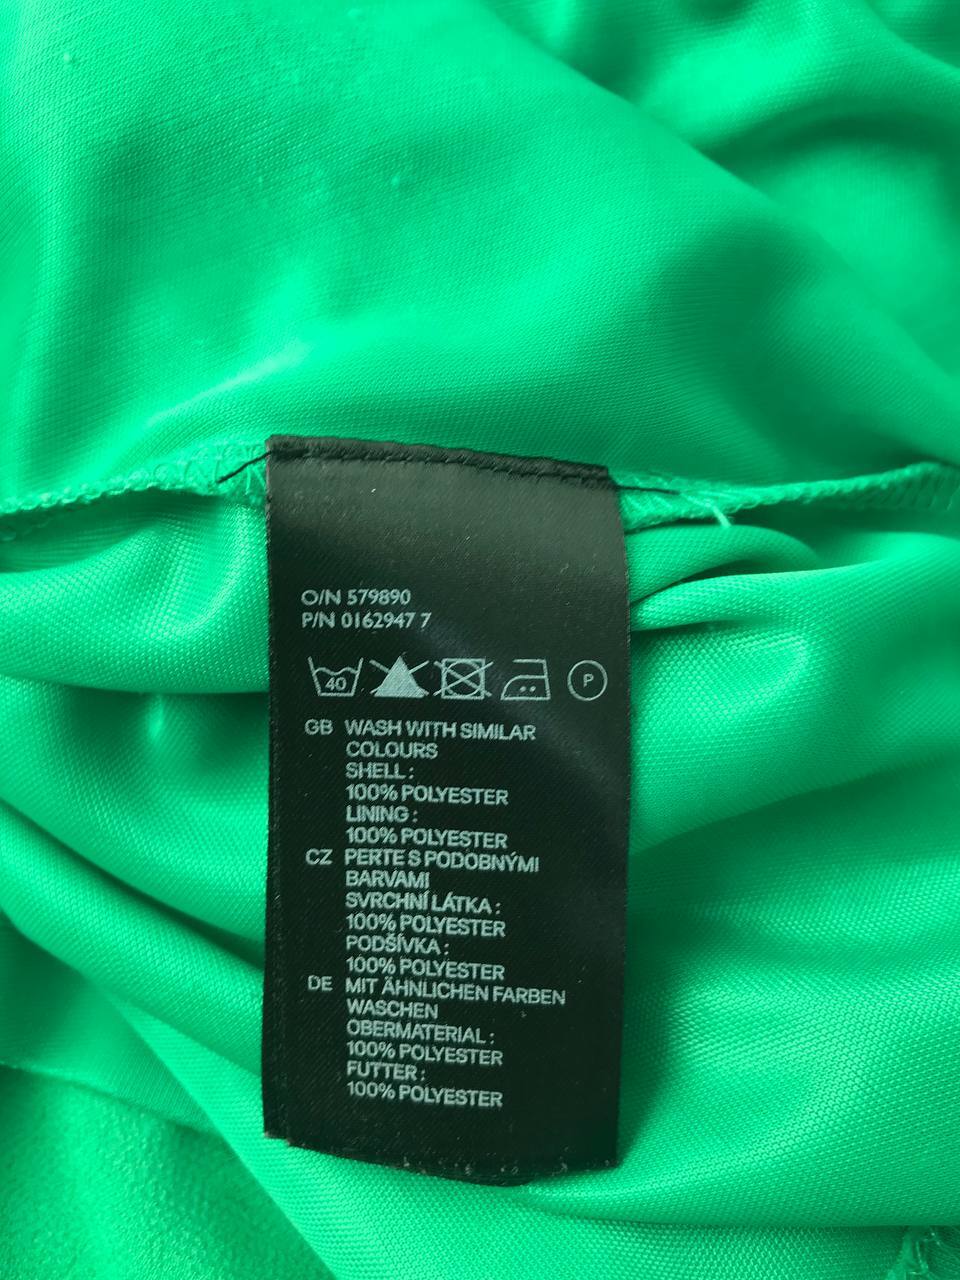 O/N 579890
P/N 0162947 7
40 P
GB WASH WITH SIMILAR
COLOURS
SHELL :
100% POLYESTER
LINING :
100% POLYESTER
CZ PERTE S PODOBNÝMI
BARVAMI
SVRCHNÍ LÁTKA :
100% POLYESTER
PODŠÍVKA :
100% POLYESTER
DE MIT ÄHNLICHEN FARBEN
WASCHEN
OBERMATERIAL :
100% POLYESTER
FUTTER :
100% POLYESTER